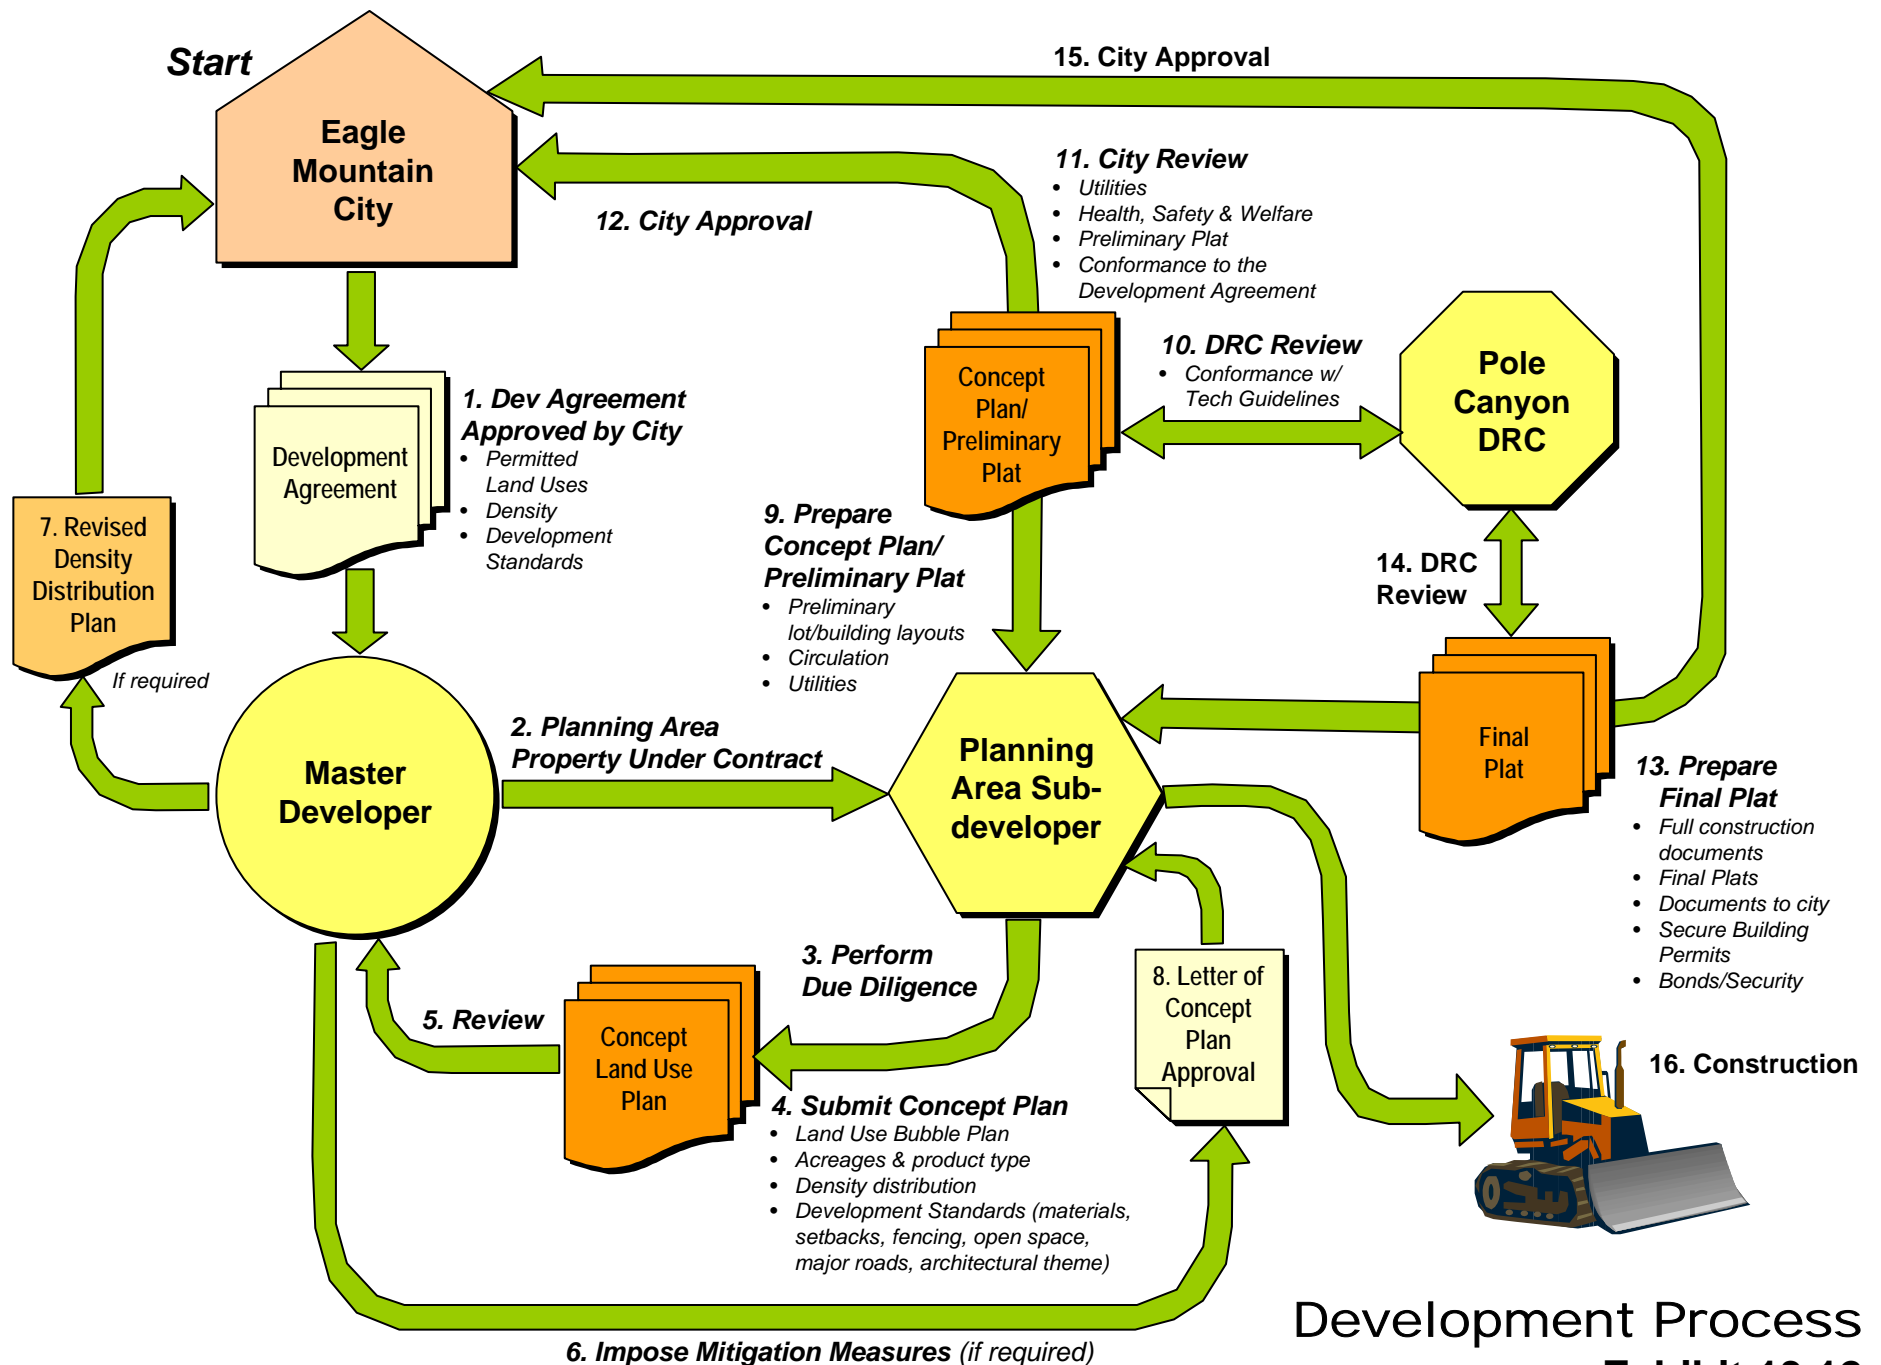 Start
Eagle
Mountain
City
15. City Approval
12. City Approval
11. City Review
• Utilities
• Health, Safety & Welfare
• Preliminary Plat
• Conformance to the
Development Agreement
10. DRC Review
• Conformance w/
Tech Guidelines
Pole
Canyon
DRC
Concept
Plan/
Preliminary
Plat
1. Dev Agreement
Approved by City
• Permitted
Land Uses
• Density
• Development
Standards
Development
Agreement
7. Revised
Density
Distribution
Plan
If required
9. Prepare
Concept Plan/
Preliminary Plat
• Preliminary
lot/building layouts
• Circulation
• Utilities
14. DRC
Review
2. Planning Area
Property Under Contract
Master
Developer
Planning
Area Sub-
developer
Final
Plat
13. Prepare
Final Plat
• Full construction
documents
• Final Plats
• Documents to city
• Secure Building
Permits
• Bonds/Security
3. Perform
Due Diligence
5. Review
Concept
Land Use
Plan
8. Letter of
Concept
Plan
Approval
4. Submit Concept Plan
• Land Use Bubble Plan
• Acreages & product type
• Density distribution
• Development Standards (materials,
setbacks, fencing, open space,
major roads, architectural theme)
16. Construction
6. Impose Mitigation Measures (if required)
Development Process